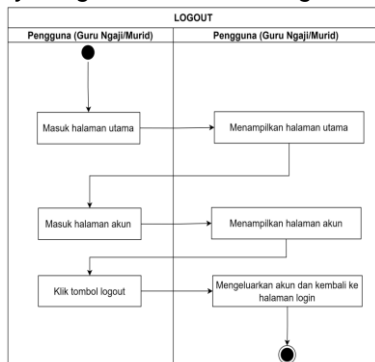 LOGOUT
Pengguna (Guru Ngaji/Murid)
Pengguna (Guru Ngaji/Murid)
Masuk halaman utama
Menampilkan halaman utama
Masuk halaman akun
Menampilkan halaman akun
Klik tombol logout
Mengeluarkan akun dan kembali ke
halaman login